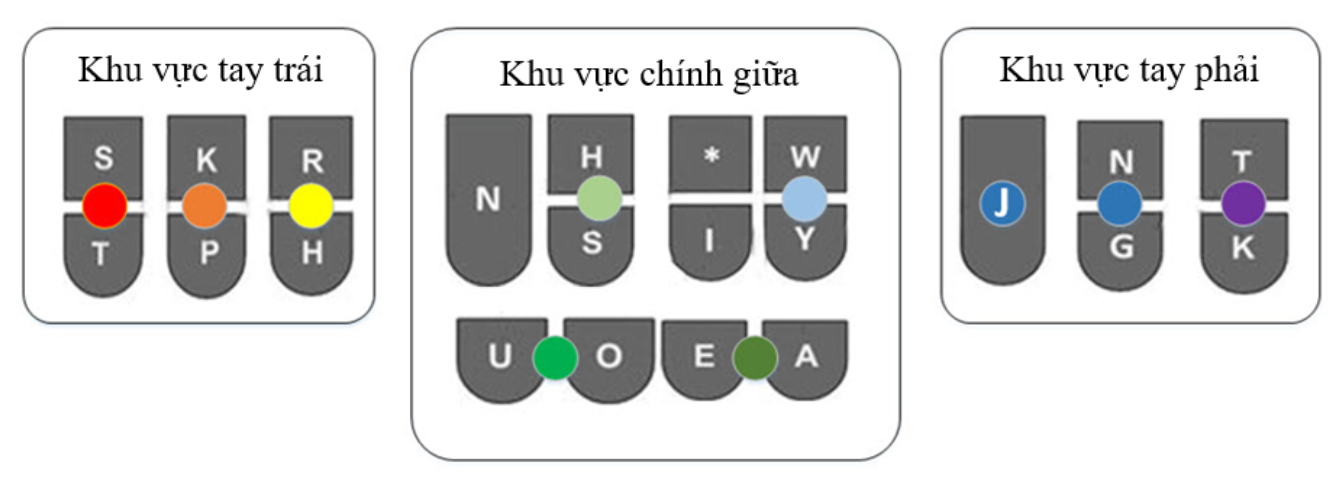 Khu vực tay trái
S K R
T P H
Khu vực chính giữa
N H * W
S I Y
U O E A
Khu vực tay phải
J N T
G K